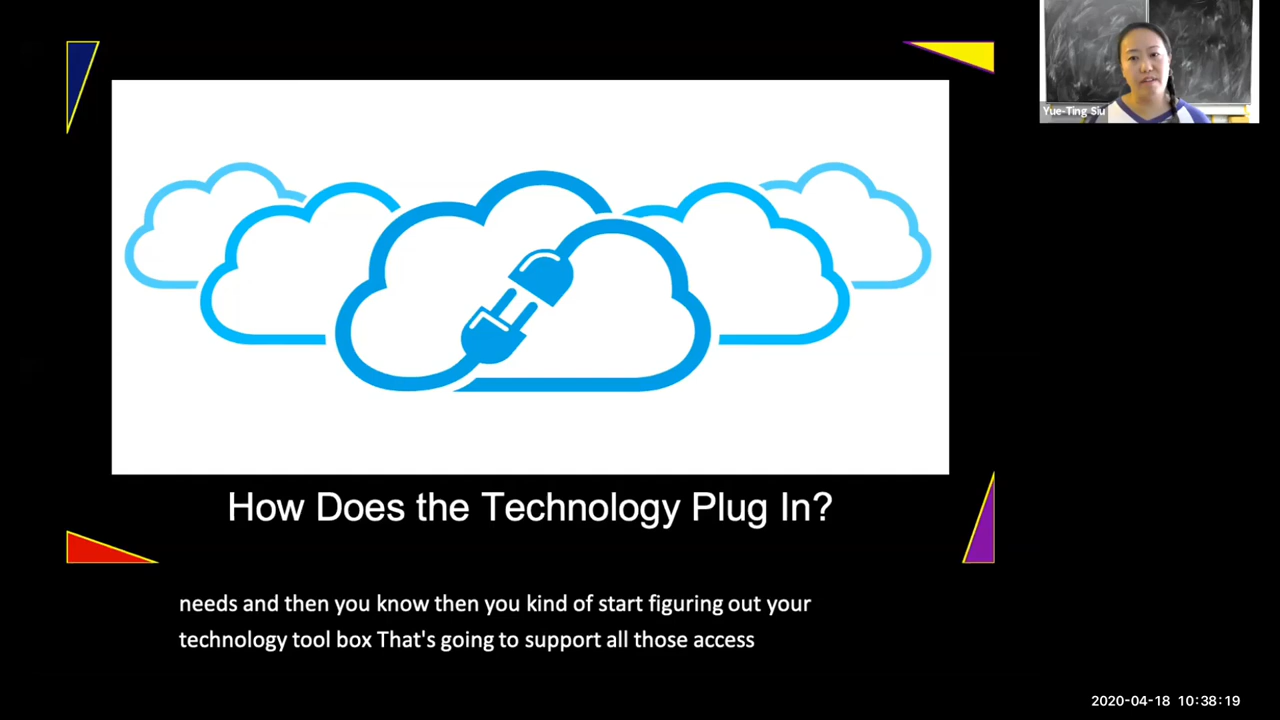 Yue-Ting Siu
How Does the Technology Plug In?
needs and then you know then you kind of start figuring out your
technology tool box That's going to support all those access
2020-04-18 10:38:19